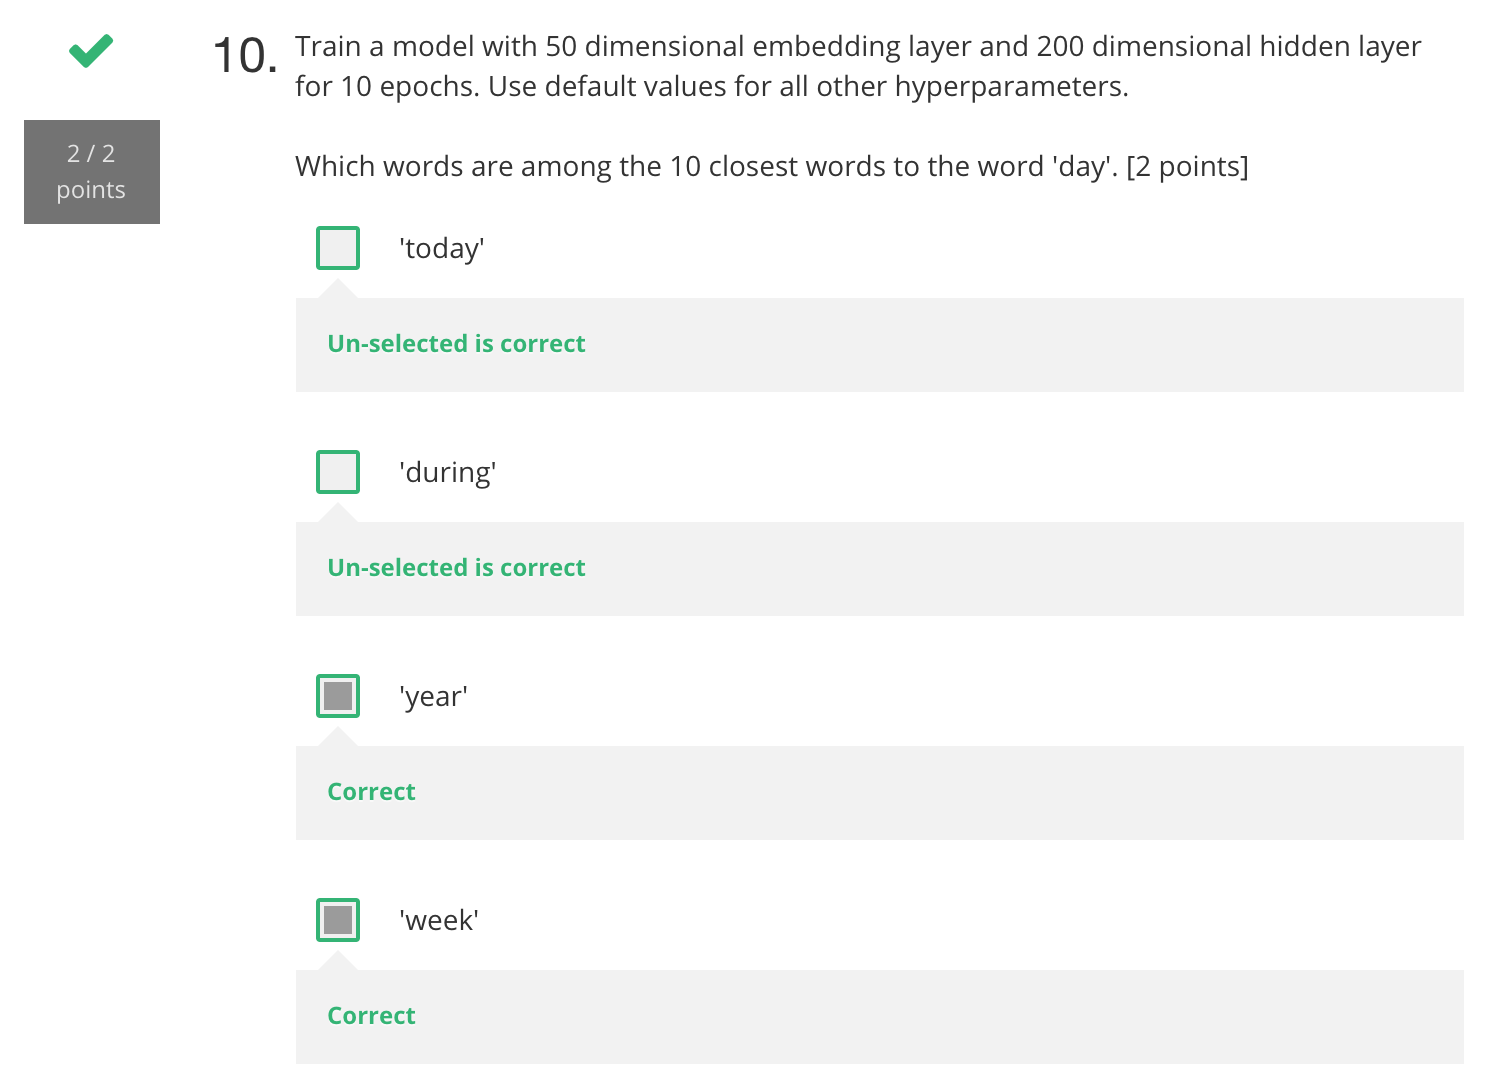 10. Train a model with 50 dimensional embedding layer and 200 dimensional hidden layer
for 10 epochs. Use default values for all other hyperparameters.
2 / 2
points
Which words are among the 10 closest words to the word 'day'. [2 points]
'today'
Un-selected is correct
'during'
Un-selected is correct
'year'
Correct
'week'
Correct